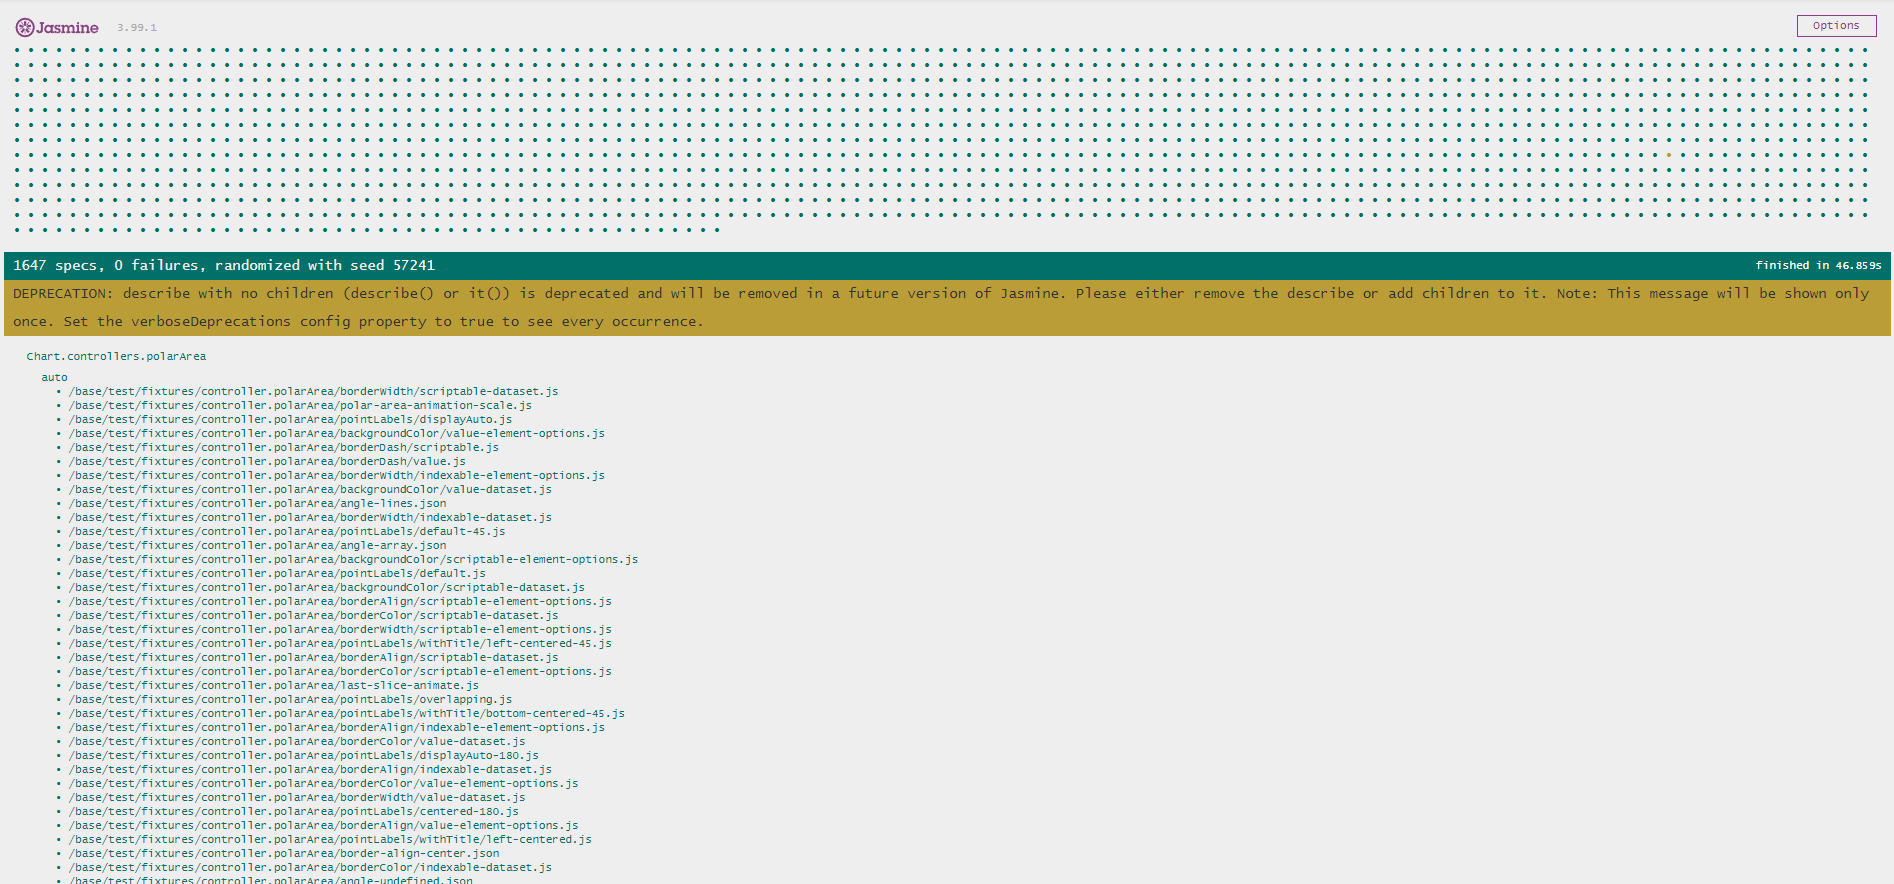 Jasmine 3.99.1 Options
1647 specs, 0 failures, randomized with seed 57241 finished in 46.859s
DEPRECATION: describe with no children (describe() or it()) is deprecated and will be removed in a future version of Jasmine. Please either remove the describe or add children to it. Note: This message will be shown only
once. Set the verboseDeprecations config property to true to see every occurrence.
Chart.controllers.polarArea
auto
• /base/test/fixtures/controller.polarArea/borderWidth/scriptable-dataset.js
• /base/test/fixtures/controller.polarArea/polar-area-animation-scale.js
• /base/test/fixtures/controller.polarArea/pointLabels/displayAuto.js
• /base/test/fixtures/controller.polarArea/backgroundColor/value-element-options.js
• /base/test/fixtures/controller.polarArea/borderDash/scriptable.js
• /base/test/fixtures/controller.polarArea/borderDash/value.js
• /base/test/fixtures/controller.polarArea/borderWidth/indexable-element-options.js
• /base/test/fixtures/controller.polarArea/backgroundColor/value-dataset.js
• /base/test/fixtures/controller.polarArea/angle-lines.json
• /base/test/fixtures/controller.polarArea/borderWidth/indexable-dataset.js
• /base/test/fixtures/controller.polarArea/pointLabels/default-45.js
• /base/test/fixtures/controller.polarArea/angle-array.json
• /base/test/fixtures/controller.polarArea/backgroundColor/scriptable-element-options.js
• /base/test/fixtures/controller.polarArea/pointLabels/default.js
• /base/test/fixtures/controller.polarArea/backgroundColor/scriptable-dataset.js
• /base/test/fixtures/controller.polarArea/borderAlign/scriptable-element-options.js
• /base/test/fixtures/controller.polarArea/borderColor/scriptable-dataset.js
• /base/test/fixtures/controller.polarArea/borderWidth/scriptable-element-options.js
• /base/test/fixtures/controller.polarArea/pointLabels/withTitle/left-centered-45.js
• /base/test/fixtures/controller.polarArea/borderAlign/scriptable-dataset.js
• /base/test/fixtures/controller.polarArea/borderColor/scriptable-element-options.js
• /base/test/fixtures/controller.polarArea/last-slice-animate.js
• /base/test/fixtures/controller.polarArea/pointLabels/overlapping.js
• /base/test/fixtures/controller.polarArea/pointLabels/withTitle/bottom-centered-45.js
• /base/test/fixtures/controller.polarArea/borderAlign/indexable-element-options.js
• /base/test/fixtures/controller.polarArea/borderColor/value-dataset.js
• /base/test/fixtures/controller.polarArea/pointLabels/displayAuto-180.js
• /base/test/fixtures/controller.polarArea/borderAlign/indexable-dataset.js
• /base/test/fixtures/controller.polarArea/borderColor/value-element-options.js
• /base/test/fixtures/controller.polarArea/borderWidth/value-dataset.js
• /base/test/fixtures/controller.polarArea/pointLabels/centered-180.js
• /base/test/fixtures/controller.polarArea/borderAlign/value-element-options.js
• /base/test/fixtures/controller.polarArea/pointLabels/withTitle/left-centered.js
• /base/test/fixtures/controller.polarArea/border-align-center.json
• /base/test/fixtures/controller.polarArea/borderColor/indexable-dataset.js
• /base/test/fixtures/controller.polarArea/angle-undefined.json